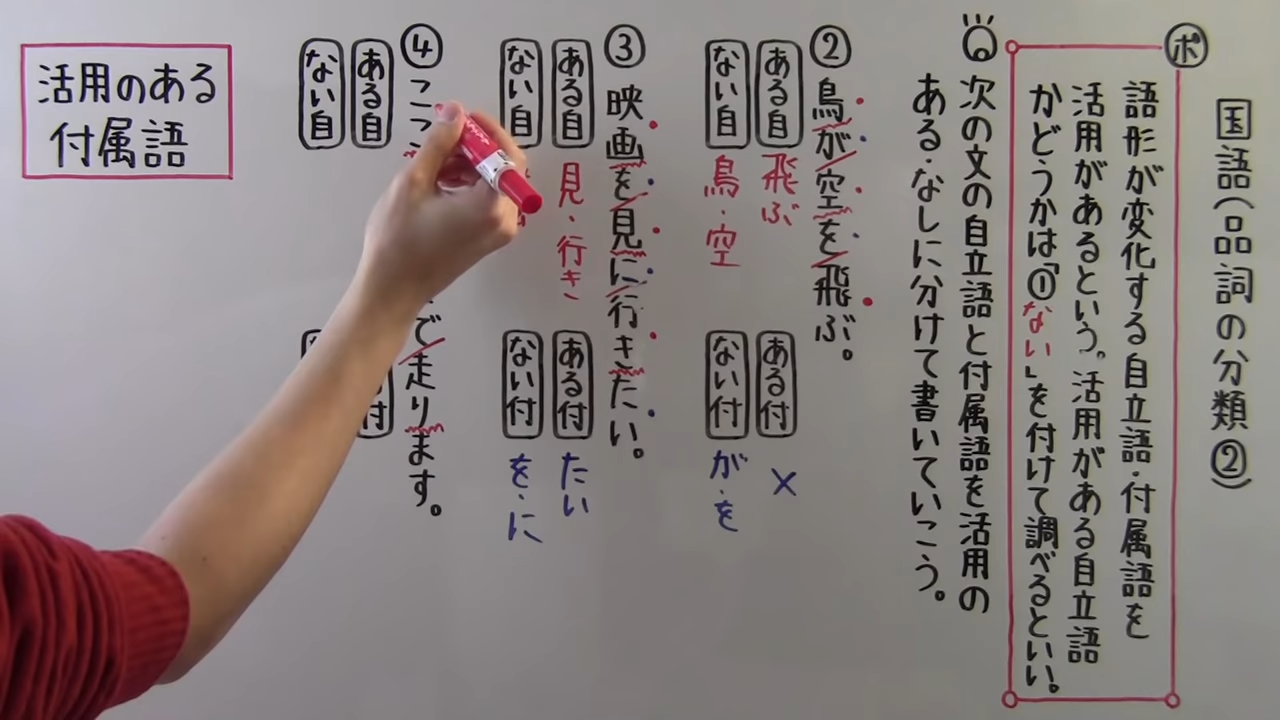 国語(品詞の分類②)
ポ
語形が変化する自立語・付属語を
活用があるという。活用がある自立語
かどうかは「①ない」を付けて調べるといい。
次の文の自立語と付属語を活用の
ある・なしに分けて書いていこう。
②鳥が空を飛ぶ。
ある自 飛ぶ
ない自 鳥・空
ある付 ×
ない付 が・を
③映画を見に行きたい。
ある自 見・行き
ない自
ある付 たい
ない付 を・に
④ここ
で走ります。
ある自
ない自
付
活用のある
付属語